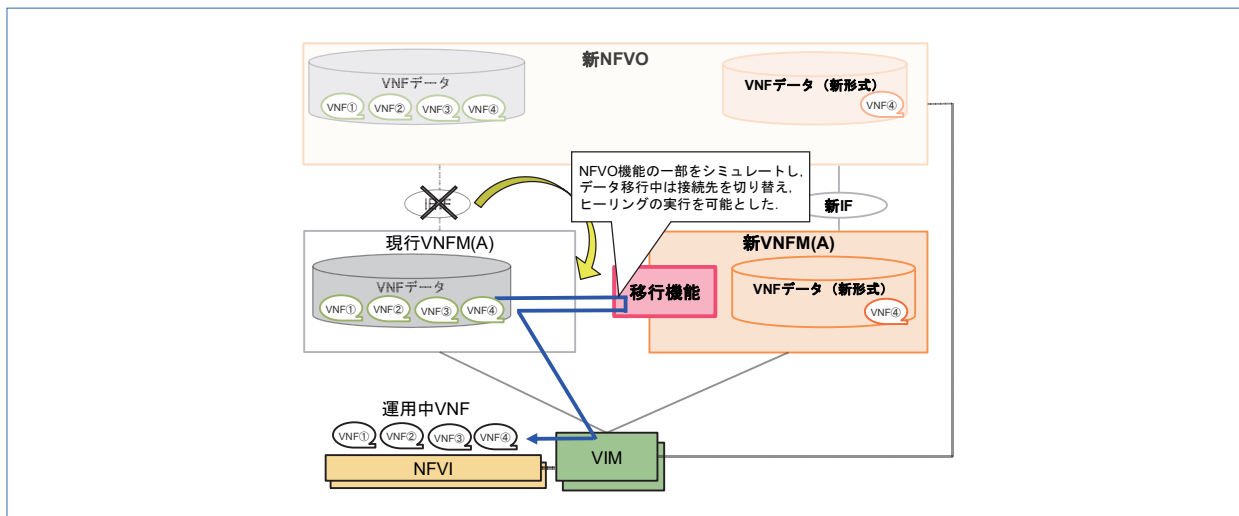 新NFVO
VNFデータ
VNF① VNF② VNF③ VNF④
VNFデータ（新形式）
VNF④
NFVO機能の一部をシミュレートし,
データ移行中は接続先を切り替え,
ヒーリングの実行を可能とした.
新IF
現行VNFM(A)
VNFデータ
VNF① VNF② VNF③ VNF④
移行機能
新VNFM(A)
VNFデータ（新形式）
VNF④
運用中VNF
VNF① VNF② VNF③ VNF④
NFVI
VIM